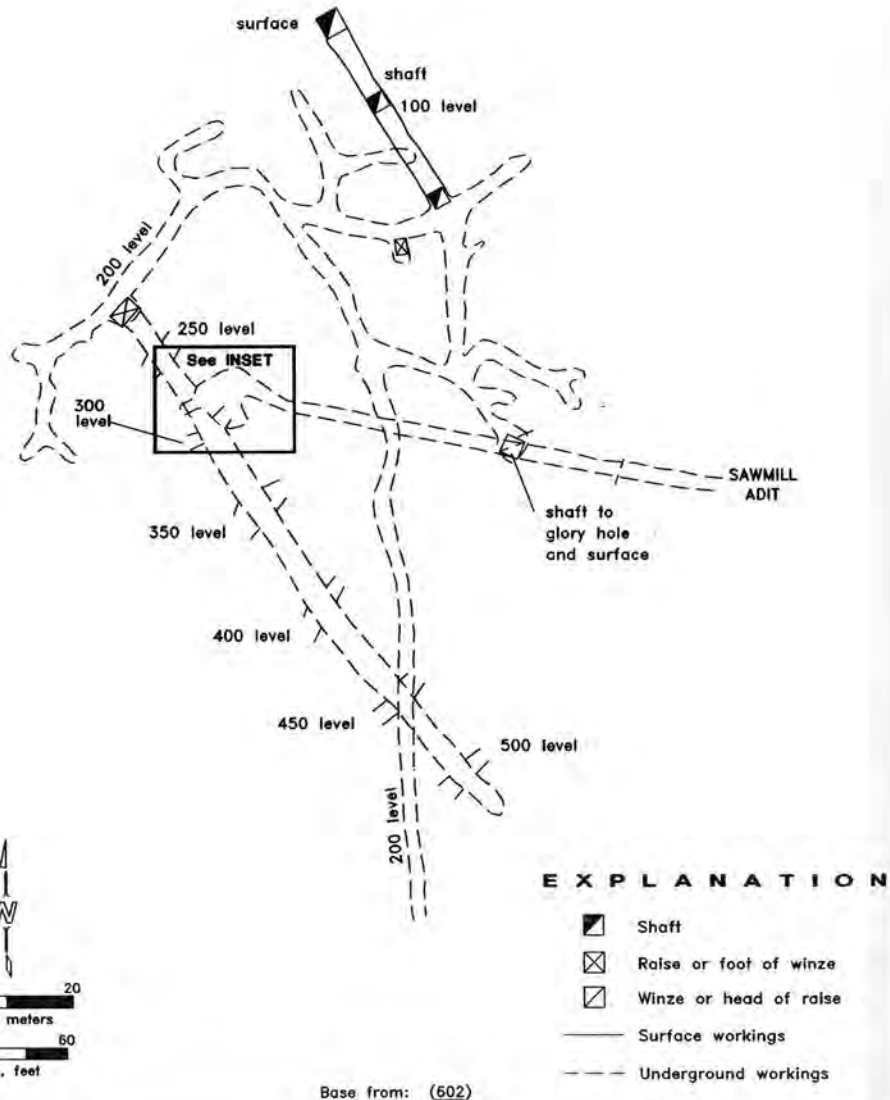 surface
shaft
100 level
200 level
250 level
See INSET
300
level
SAWMILL
ADIT
350 level
shaft to
glory hole
and surface
400 level
450 level
500 level
200 level
N
20
meters
60
feet
EXPLANATION
Shaft
Raise or foot of winze
Winze or head of raise
Surface workings
Underground workings
Base from: (602)